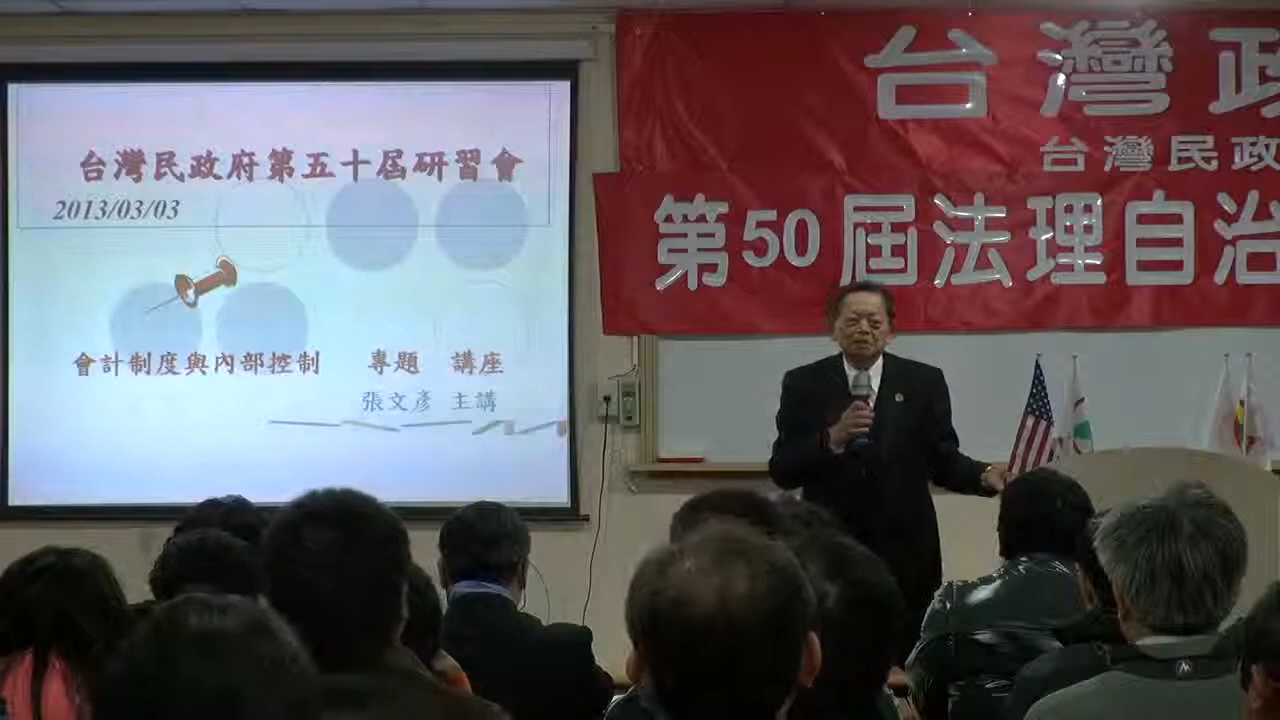 台灣民政府第五十屆研習會
2013/03/03
會計制度與內部控制 專題 講座
張文彥 主講
台灣政
台灣民政
第50屆法理自治